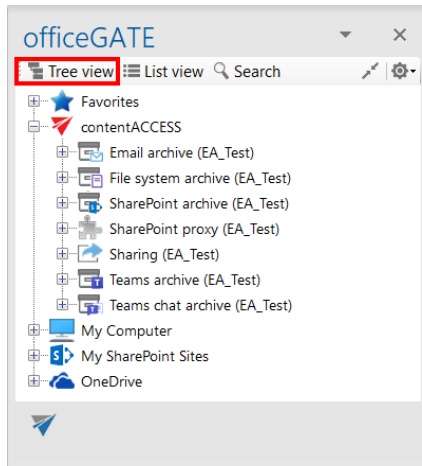 officeGATE
Tree view List view Search
Favorites
contentACCESS
Email archive (EA_Test)
File system archive (EA_Test)
SharePoint archive (EA_Test)
SharePoint proxy (EA_Test)
Sharing (EA_Test)
Teams archive (EA_Test)
Teams chat archive (EA_Test)
My Computer
My SharePoint Sites
OneDrive